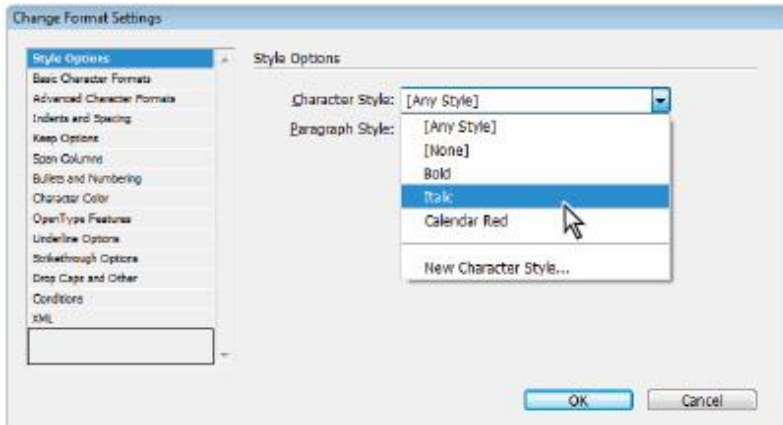 Change Format Settings
Style Options
Basic Character Formats
Advanced Character Formats
Indents and Spacing
Keep Options
Span Columns
Bullets and Numbering
Character Color
OpenType Features
Underline Options
Strikethrough Options
Drop Caps and Other
Conditions
XML
Style Options
Character Style: [Any Style]
Paragraph Style:
[Any Style]
[None]
Bold
Italic
Calendar Red
New Character Style...
OK Cancel